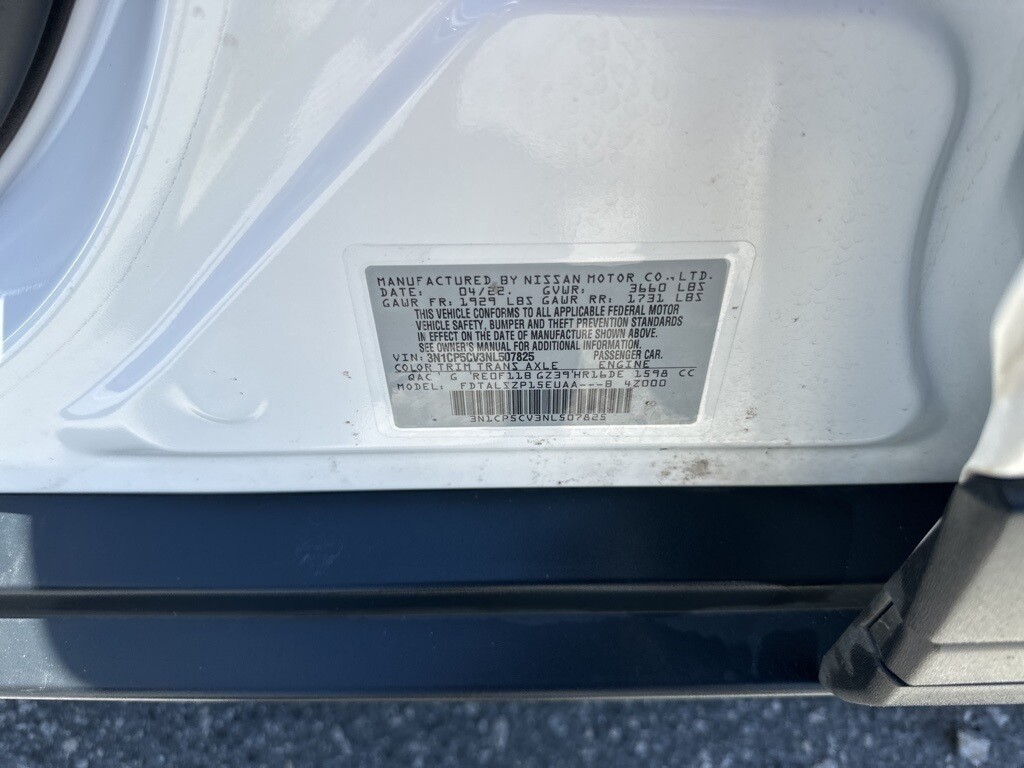 MANUFACTURED BY NISSAN MOTOR CO.,LTD.
DATE: 04/22. GVWR: 3660 LBS
GAWR FR: 1929 LBS GAWR RR: 1731 LBS
THIS VEHICLE CONFORMS TO ALL APPLICABLE FEDERAL MOTOR
VEHICLE SAFETY, BUMPER AND THEFT PREVENTION STANDARDS
IN EFFECT ON THE DATE OF MANUFACTURE SHOWN ABOVE.
SEE OWNER'S MANUAL FOR ADDITIONAL INFORMATION.
VIN: 3N1CP5CV3NL507825 PASSENGER CAR.
COLOR TRIM TRANS AXLE ENGINE
QAC G RE0F11B GZ39 HR16DE 1598 CC
MODEL: FDTALSZP15EUAA---B 4Z000
3N1CP5CV3NL507825